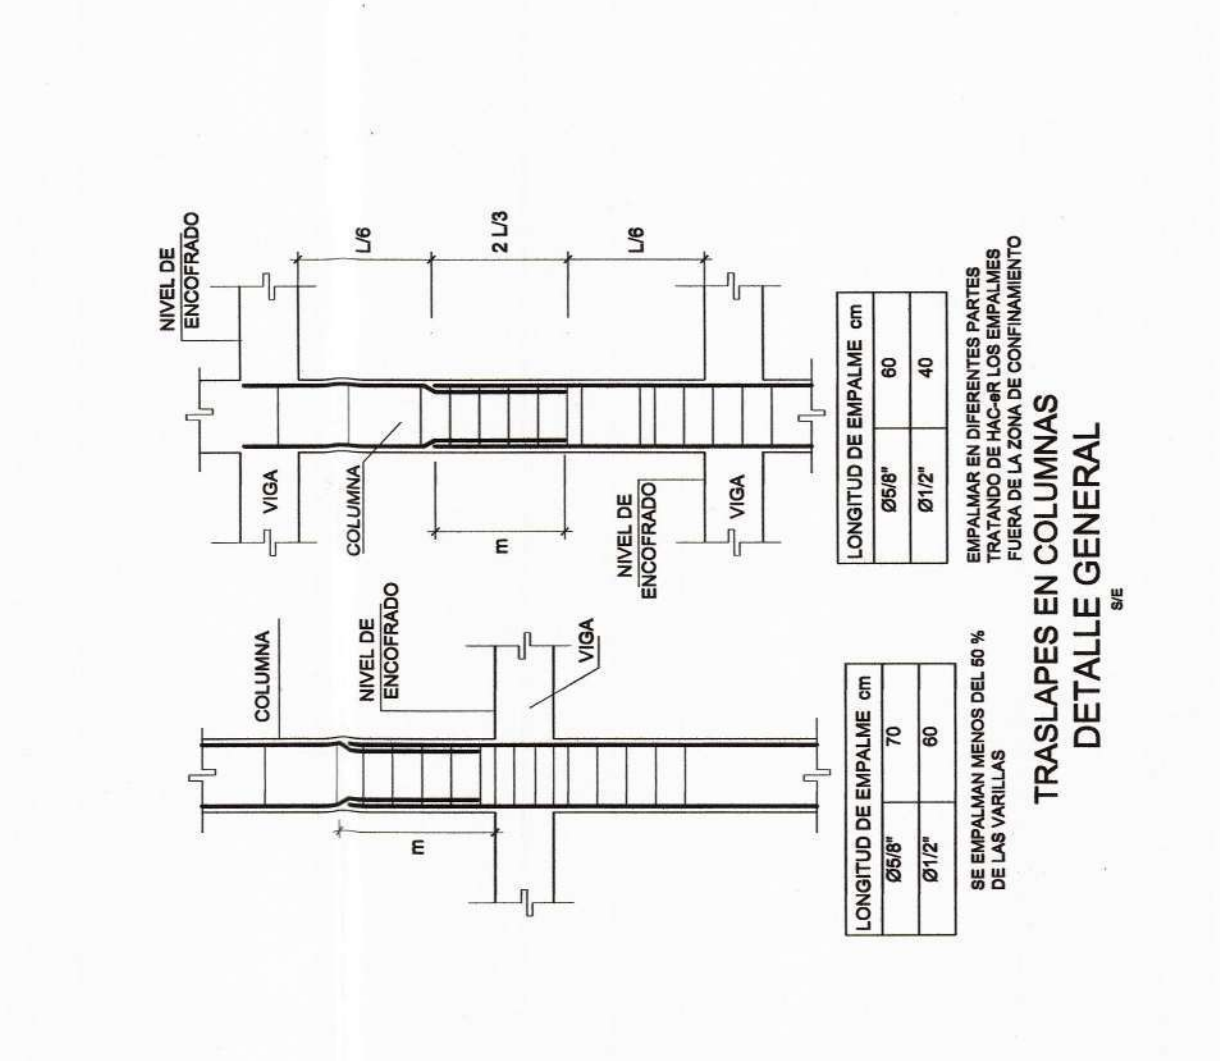 COLUMNA
NIVEL DE
ENCOFRADO
VIGA
m
LONGITUD DE EMPALME cm
Ø5/8" 70
Ø1/2" 60
SE EMPALMAN MENOS DEL 50 %
DE LAS VARILLAS
NIVEL DE
ENCOFRADO
VIGA
COLUMNA
m
L/6
2 L/3
L/6
NIVEL DE
ENCOFRADO
VIGA
LONGITUD DE EMPALME cm
Ø5/8" 60
Ø1/2" 40
EMPALMAR EN DIFERENTES PARTES
TRATANDO DE HAC-eR LOS EMPALMES
FUERA DE LA ZONA DE CONFINAMIENTO
TRASLAPES EN COLUMNAS
DETALLE GENERAL
S/E